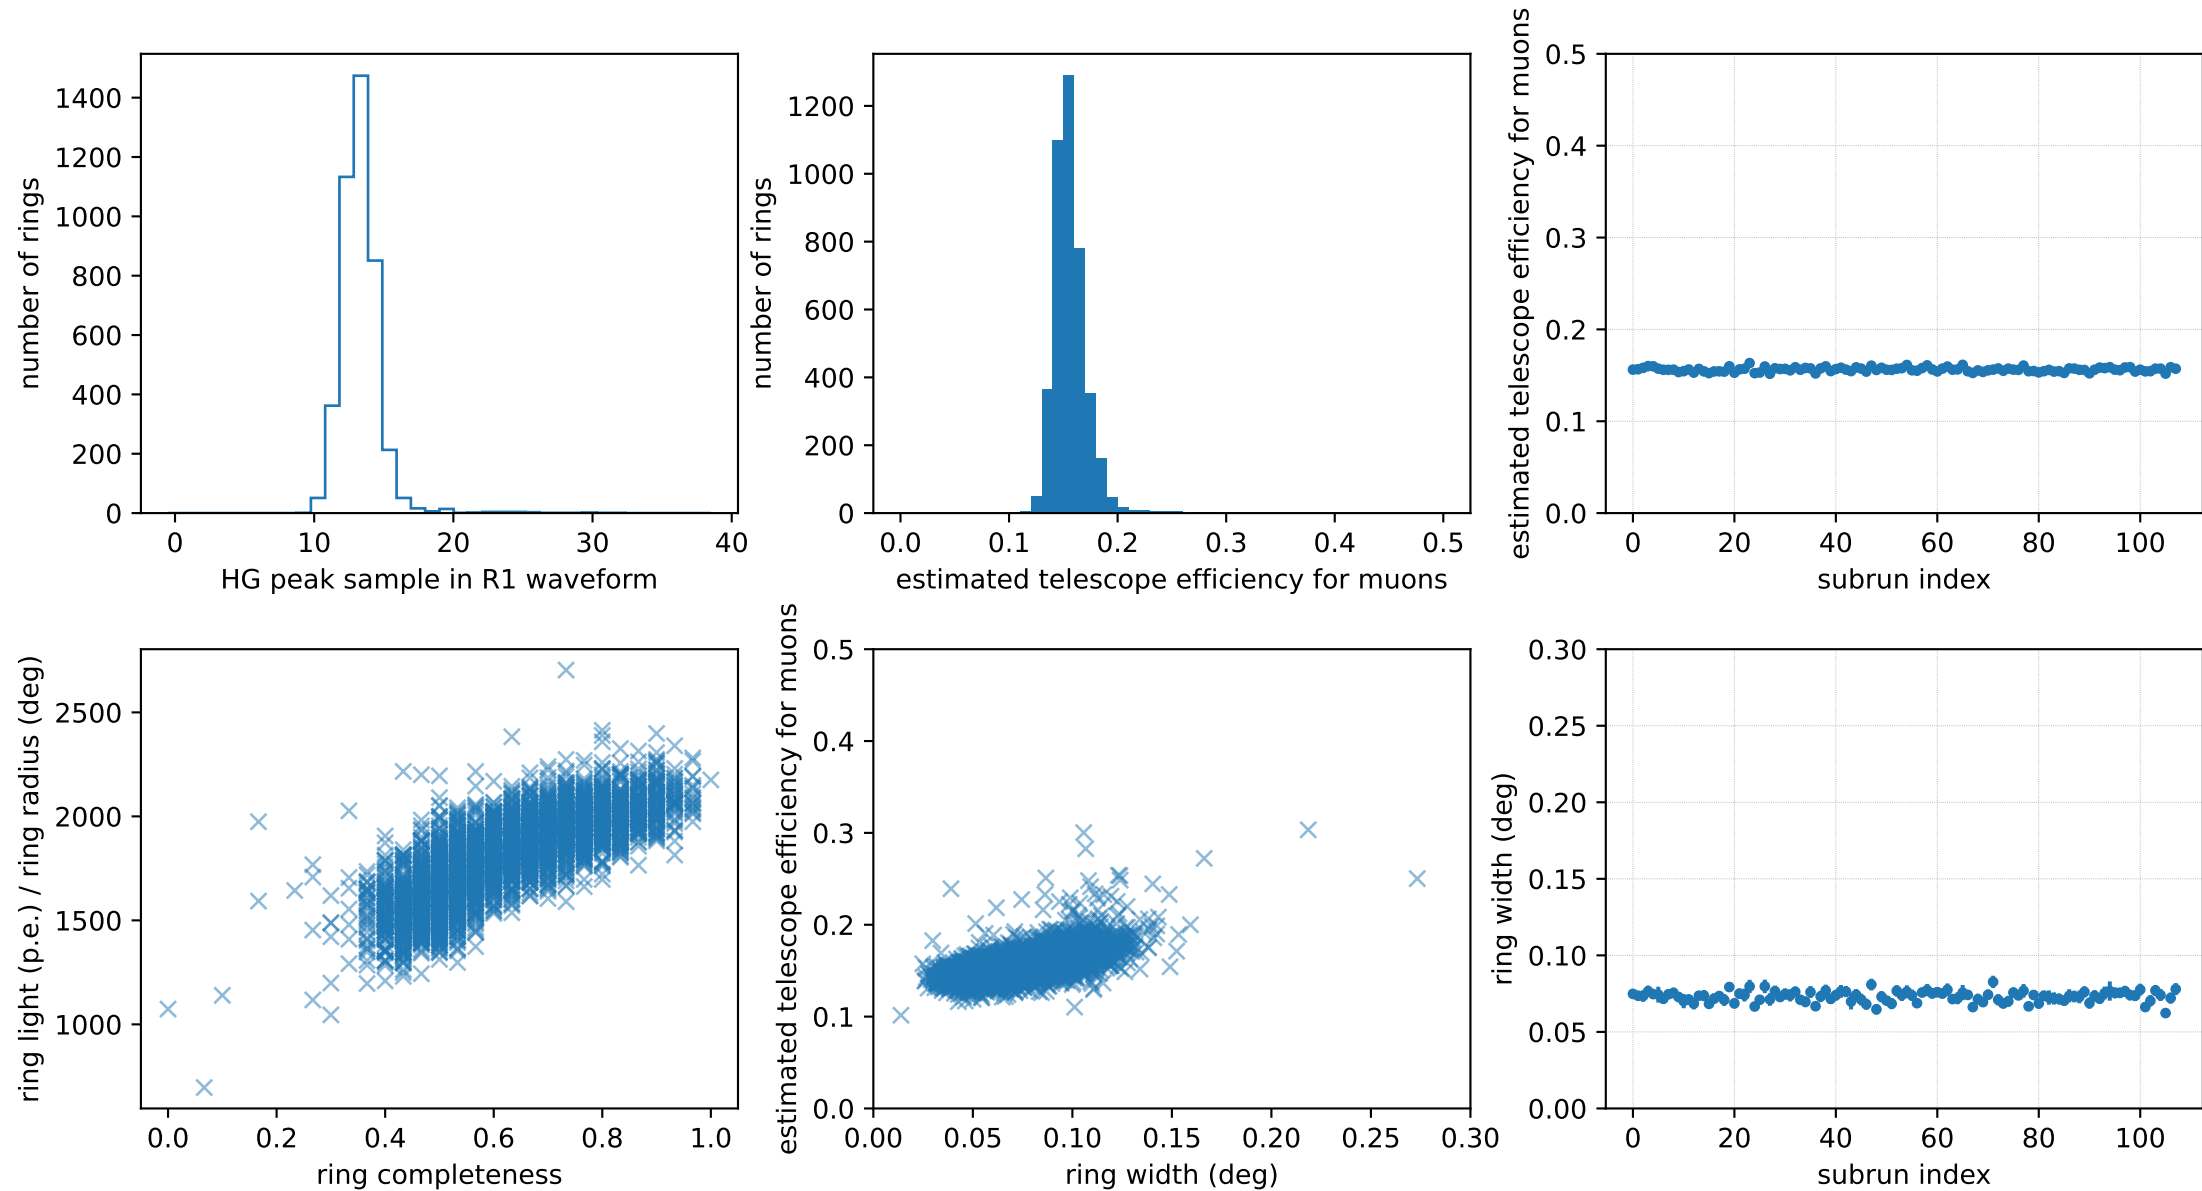 number of rings
1400
1200
1000
800
600
400
200
0
0 10 20 30 40
HG peak sample in R1 waveform
number of rings
1200
1000
800
600
400
200
0
0.0 0.1 0.2 0.3 0.4 0.5
estimated telescope efficiency for muons
estimated telescope efficiency for muons
0.5
0.4
0.3
0.2
0.1
0.0
0 20 40 60 80 100
subrun index
ring light (p.e.) / ring radius (deg)
2500
2000
1500
1000
0.0 0.2 0.4 0.6 0.8 1.0
ring completeness
estimated telescope efficiency for muons
0.5
0.4
0.3
0.2
0.1
0.0
0.00 0.05 0.10 0.15 0.20 0.25 0.30
ring width (deg)
ring width (deg)
0.30
0.25
0.20
0.15
0.10
0.05
0.00
0 20 40 60 80 100
subrun index